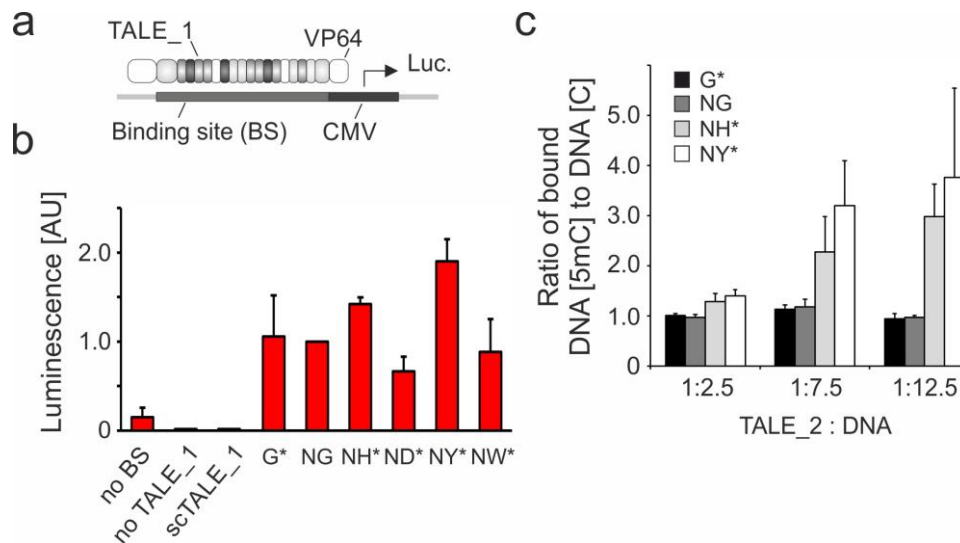 a
TALE_1
VP64
Luc.
Binding site (BS)
CMV
b
Luminescence [AU]
2.0
1.0
0
no BS
no TALE_1
scTALE_1
G*
NG
NH*
ND*
NY*
NW*
c
G*
NG
NH*
NY*
Ratio of bound
DNA [5mC] to DNA [C]
6.0
5.0
4.0
3.0
2.0
1.0
0
1:2.5
1:7.5
1:12.5
TALE_2 : DNA